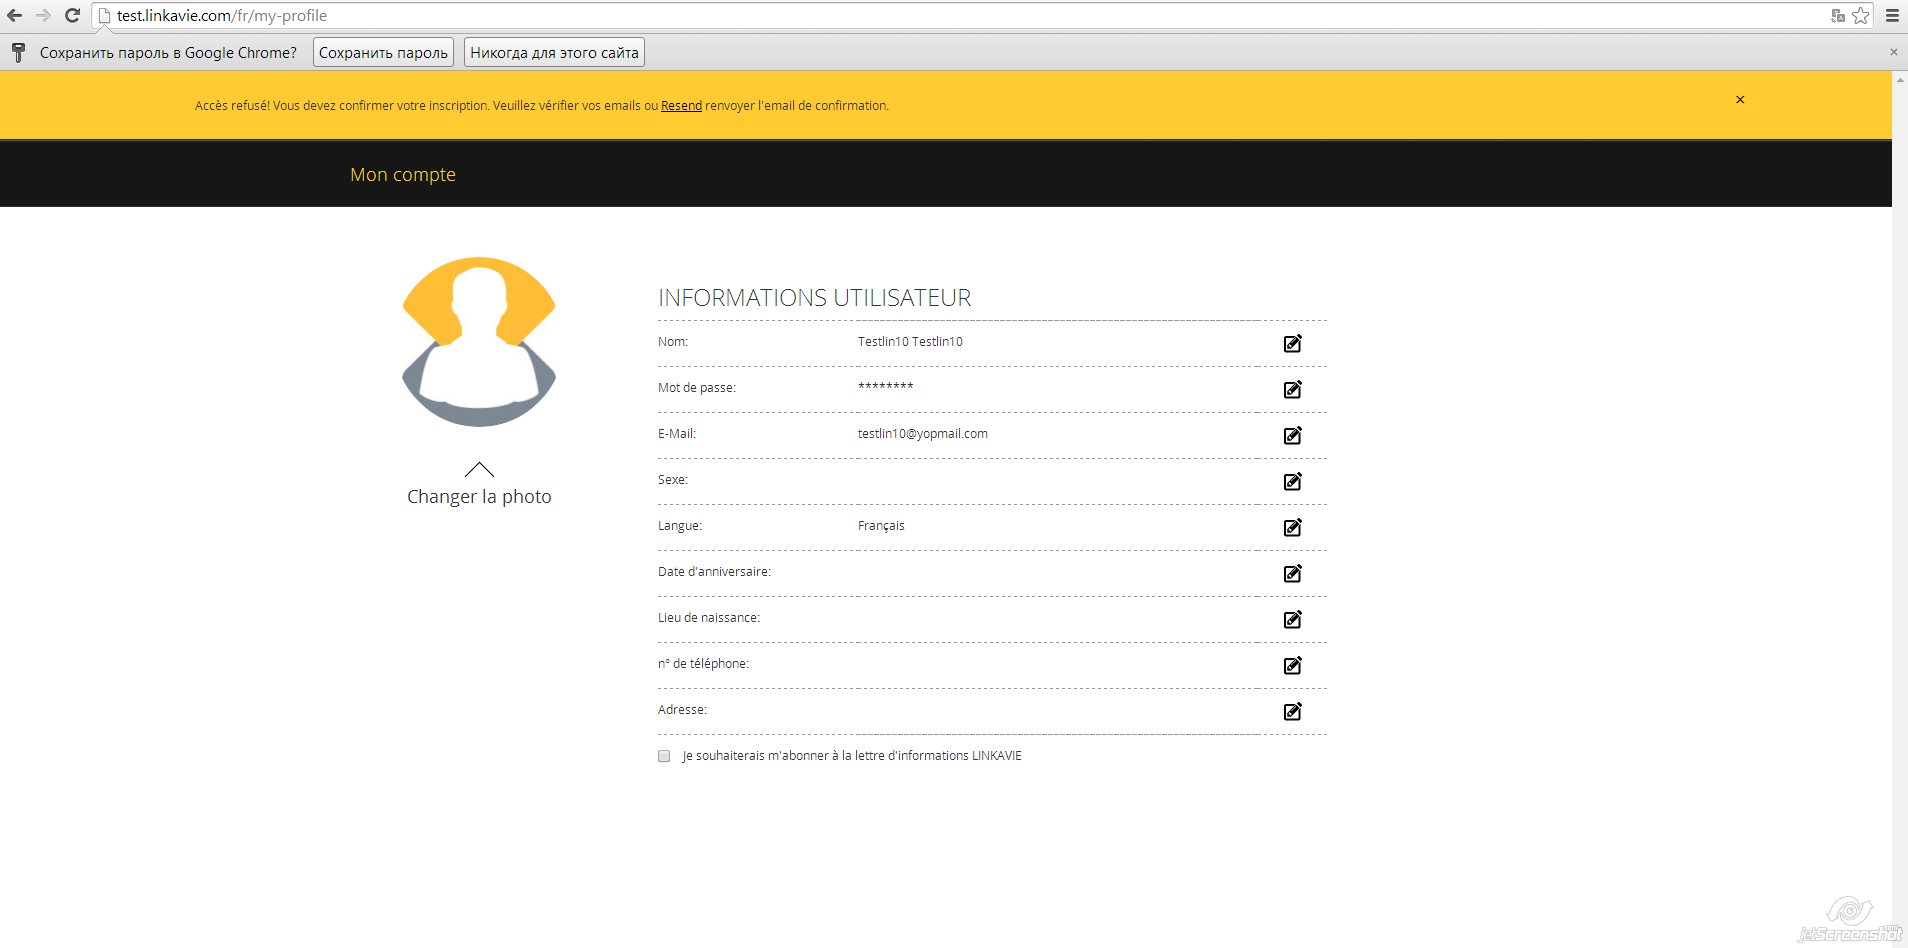 test.linkavie.com/fr/my-profile
Сохранить пароль в Google Chrome? Сохранить пароль Никогда для этого сайта
Accès refusé! Vous devez confirmer votre inscription. Veuillez vérifier vos emails ou Resend renvoyer l'email de confirmation.
Mon compte
INFORMATIONS UTILISATEUR
Nom: Testlin10 Testlin10
Mot de passe: ********
E-Mail: testlin10@yopmail.com
Sexe:
Changer la photo
Langue: Français
Date d'anniversaire:
Lieu de naissance:
n° de téléphone:
Adresse:
Je souhaiterais m'abonner à la lettre d'informations LINKAVIE
jetScreenshot
.com